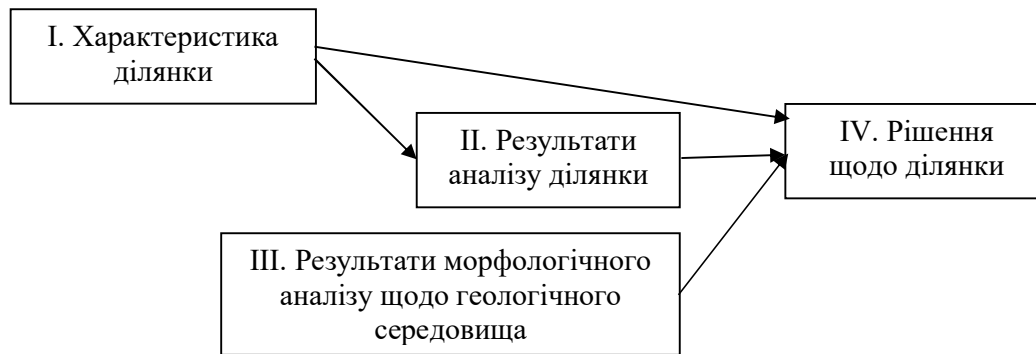 I. Характеристика
ділянки
II. Результати
аналізу ділянки
IV. Рішення
щодо ділянки
III. Результати морфологічного
аналізу щодо геологічного
середовища